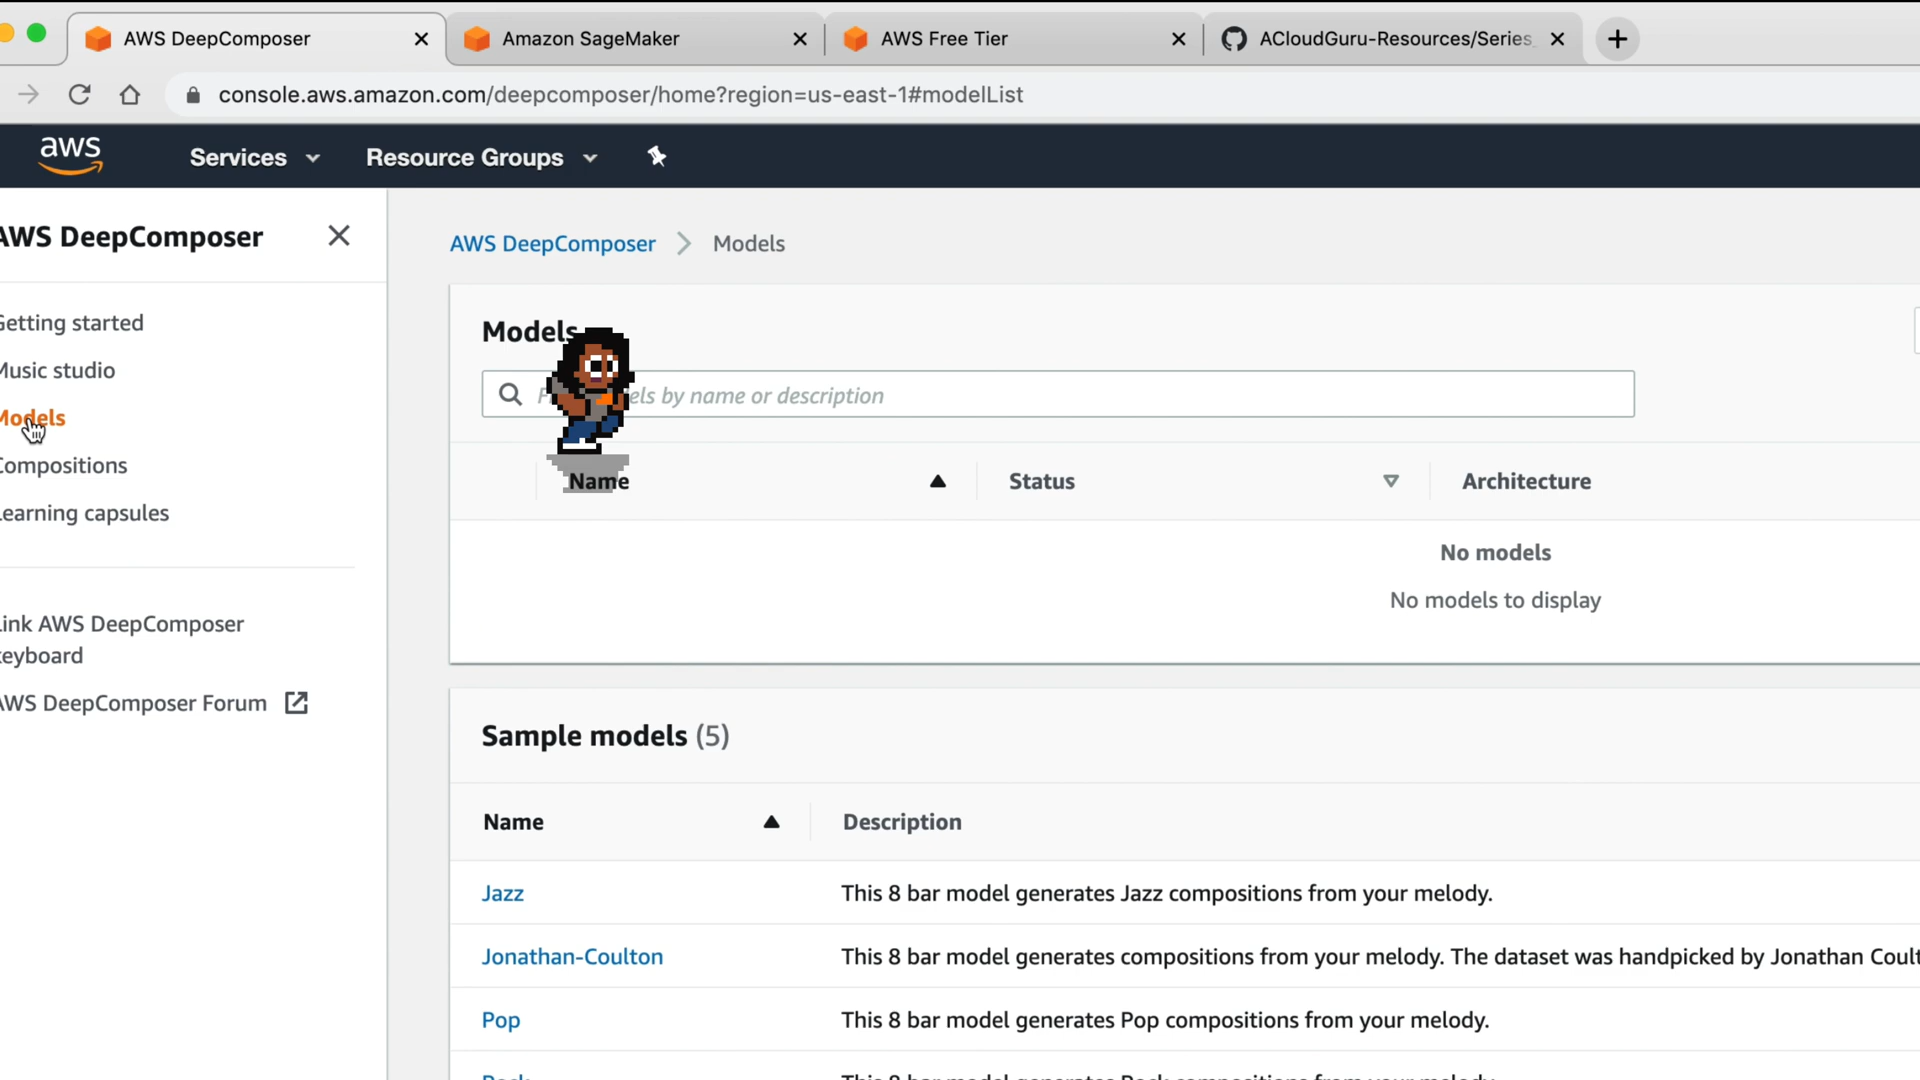 AWS DeepComposer
Amazon SageMaker
AWS Free Tier
ACloudGuru-Resources/Series_
console.aws.amazon.com/deepcomposer/home?region=us-east-1#modelList
aws
Services
Resource Groups
AWS DeepComposer
Getting started
Music studio
Models
Compositions
Learning capsules
Link AWS DeepComposer
keyboard
AWS DeepComposer Forum
AWS DeepComposer > Models
Models
by name or description
Name
Status
Architecture
No models
No models to display
Sample models (5)
Name
Description
Jazz
This 8 bar model generates Jazz compositions from your melody.
Jonathan-Coulton
This 8 bar model generates compositions from your melody. The dataset was handpicked by Jonathan Coult
Pop
This 8 bar model generates Pop compositions from your melody.